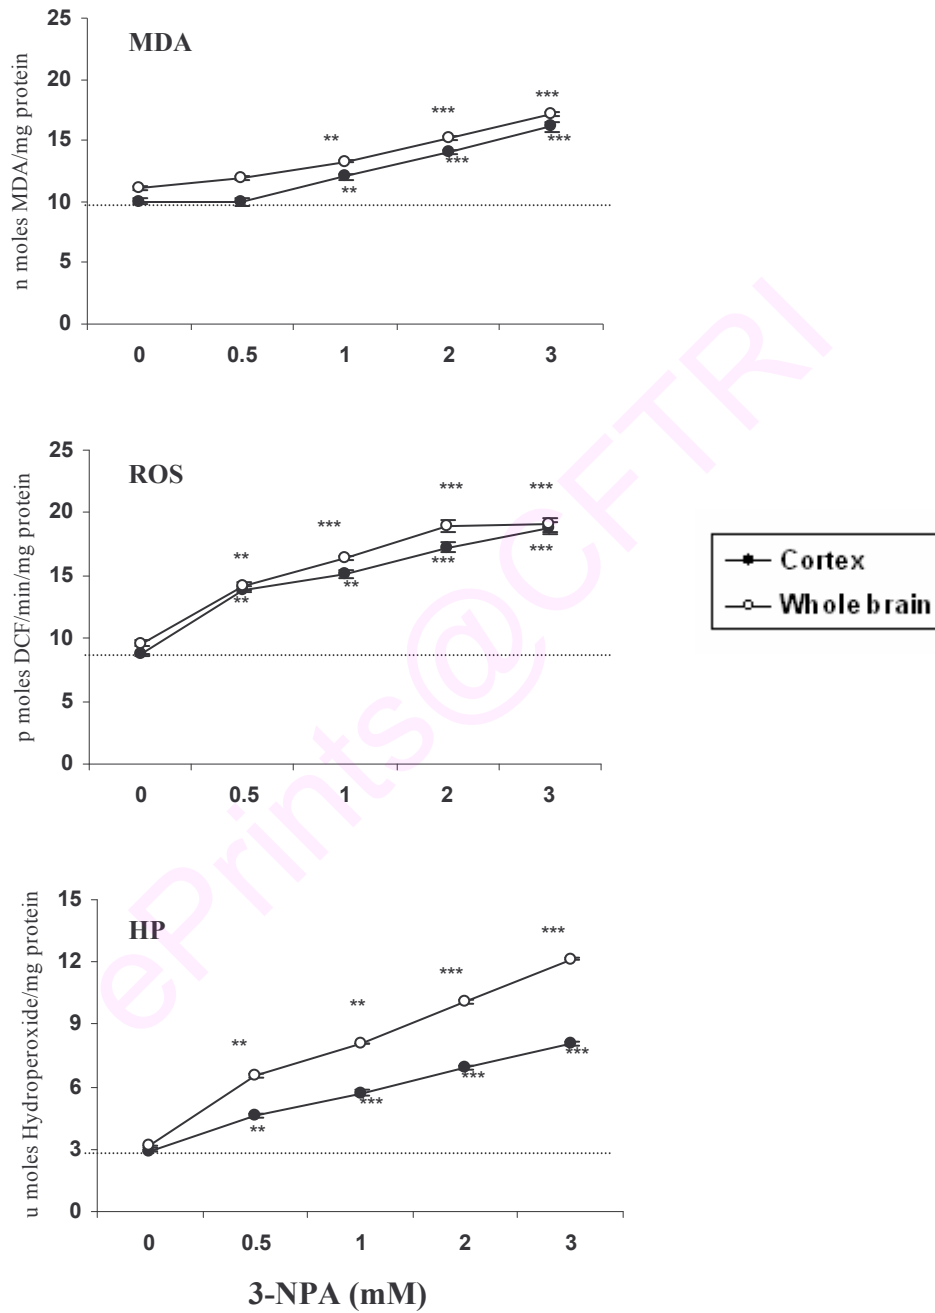 MDA
n moles MDA/mg protein
25
20
15
10
5
0
** *** ***
** *** ***
0 0.5 1 2 3
ROS
p moles DCF/min/mg protein
25
20
15
10
5
0
** *** *** ***
** ** *** ***
0 0.5 1 2 3
Cortex
Whole brain
HP
u moles Hydroperoxide/mg protein
15
12
9
6
3
0
** ** *** ***
** *** *** ***
0 0.5 1 2 3
3-NPA (mM)
ePrints@CFTRI